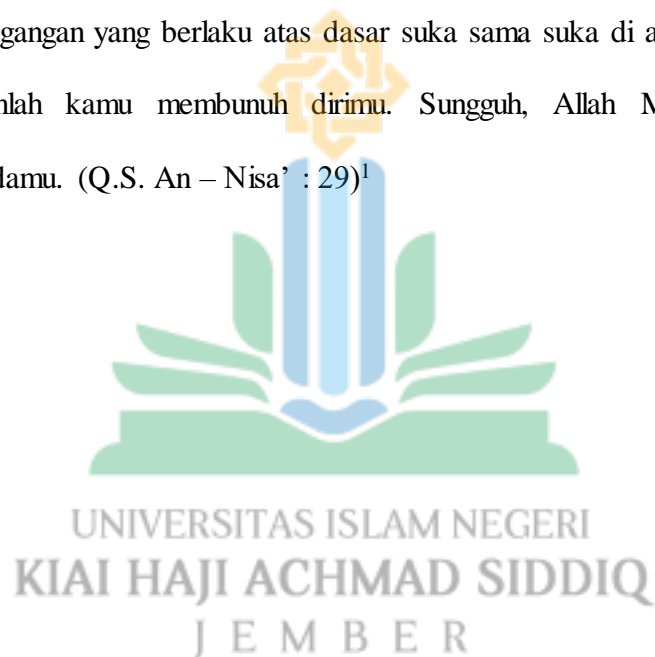 gangan yang berlaku atas dasar suka sama suka di a
nlah kamu membunuh dirimu. Sungguh, Allah M
damu. (Q.S. An – Nisa’ : 29)1
UNIVERSITAS ISLAM NEGERI
KIAI HAJI ACHMAD SIDDIQ
J E M B E R